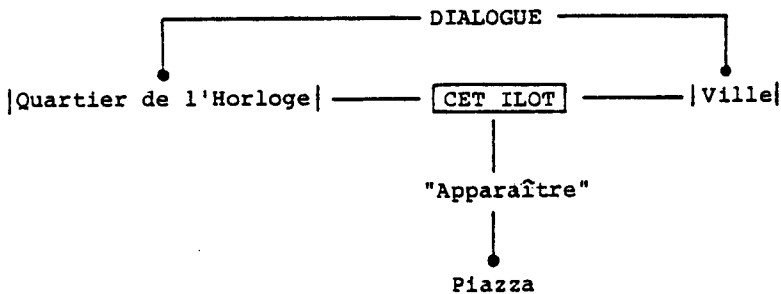 DIALOGUE
|Quartier de l'Horloge| CET ILOT |Ville|
"Apparaître"
Piazza